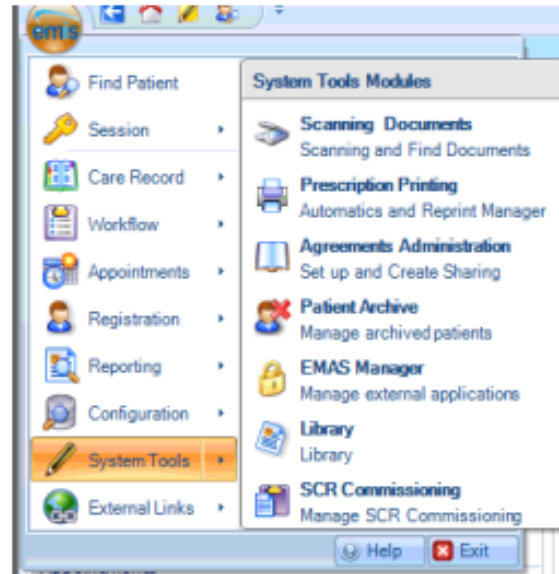 emis
Find Patient
Session
Care Record
Workflow
Appointments
Registration
Reporting
Configuration
System Tools
External Links
System Tools Modules
Scanning Documents
Scanning and Find Documents
Prescription Printing
Automatics and Reprint Manager
Agreements Administration
Set up and Create Sharing
Patient Archive
Manage archived patients
EMAS Manager
Manage external applications
Library
Library
SCR Commissioning
Manage SCR Commissioning
Help
Exit